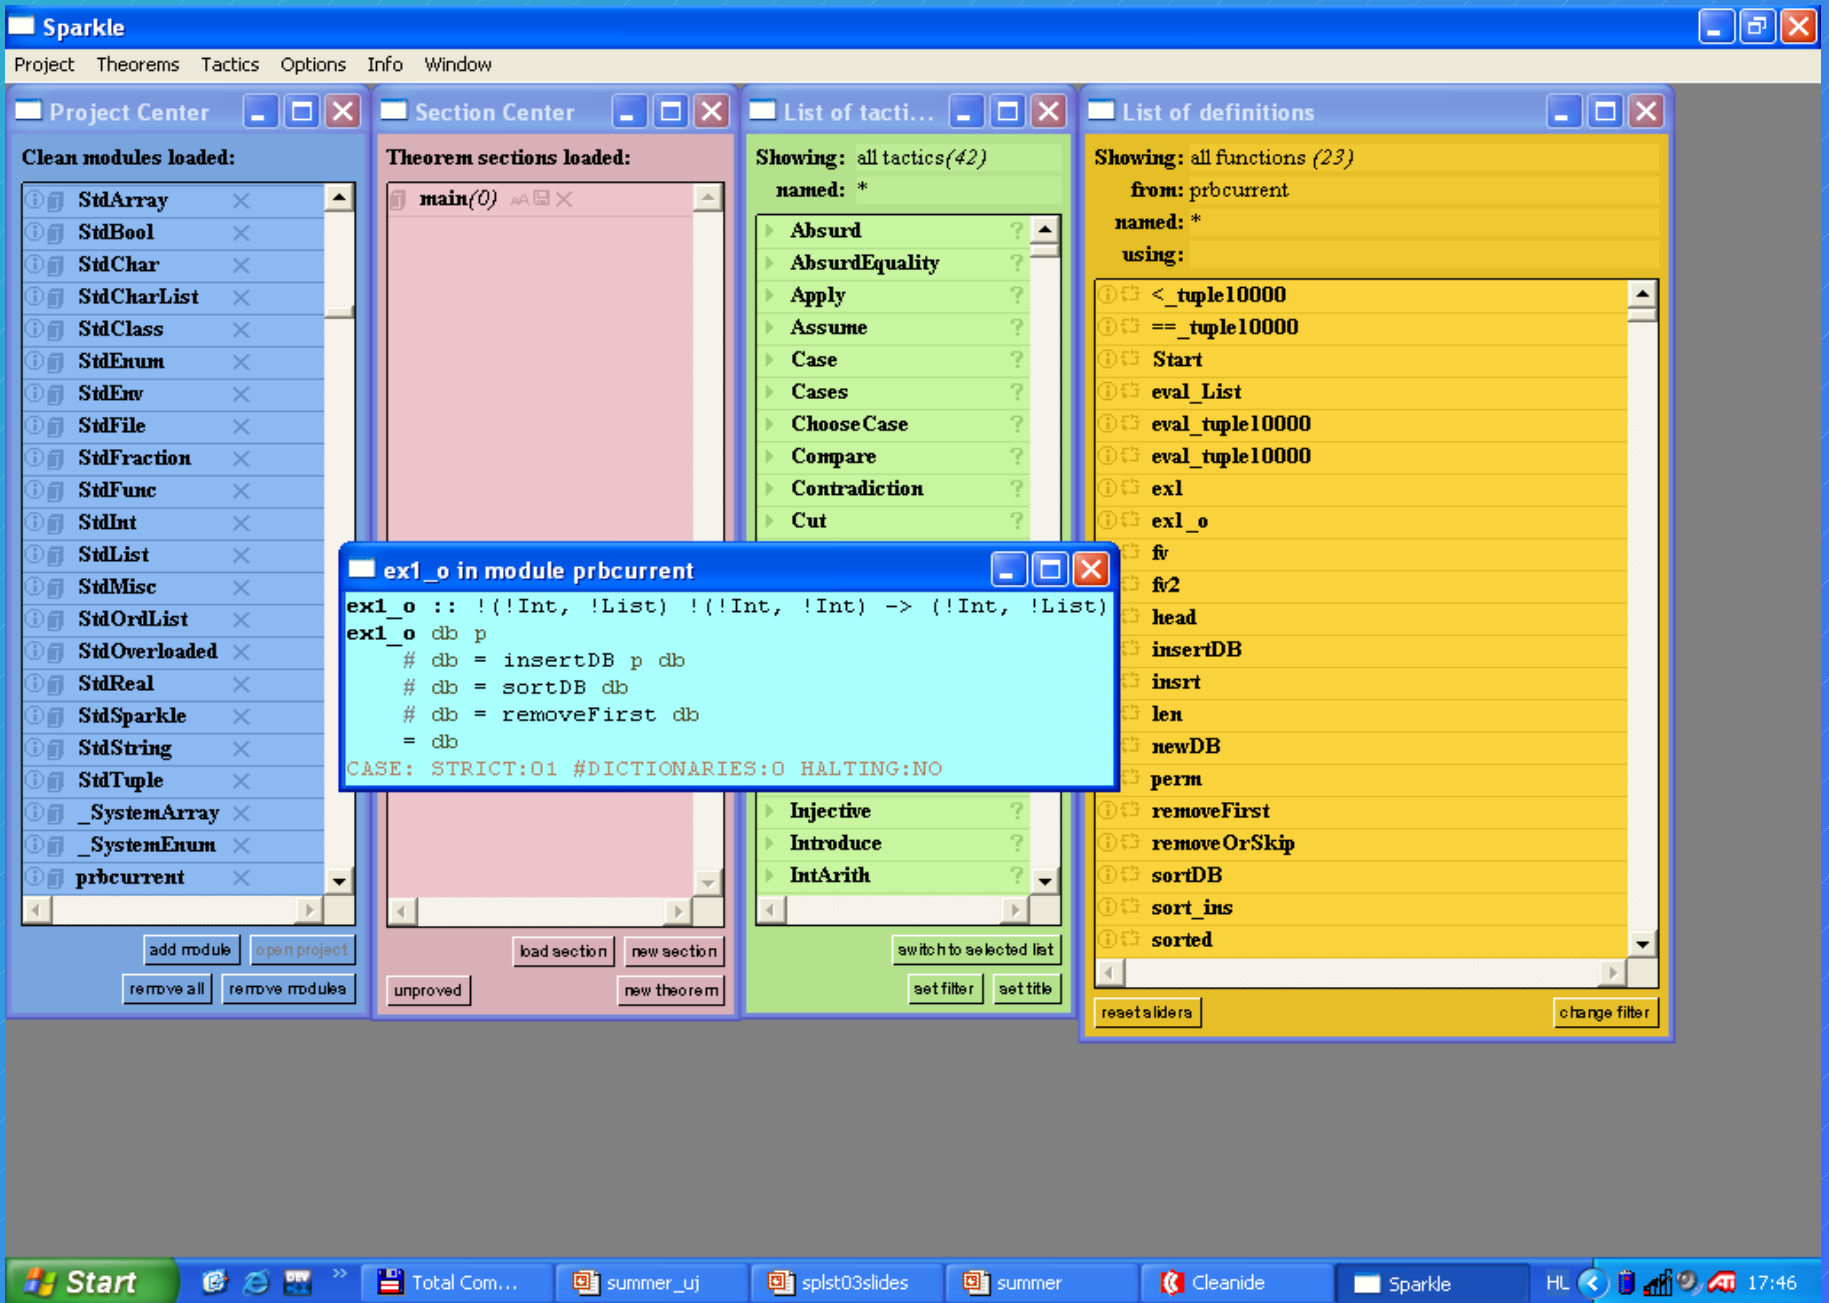 Sparkle
Project Theorems Tactics Options Info Window
Project Center
Clean modules loaded:
StdArray
StdBool
StdChar
StdCharList
StdClass
StdEnum
StdEnv
StdFile
StdFraction
StdFunc
StdInt
StdList
StdMisc
StdOrdList
StdOverloaded
StdReal
StdSparkle
StdString
StdTuple
_SystemArray
_SystemEnum
prbcurrent
add module open project
remove all remove modules
Section Center
Theorem sections loaded:
main(0)
load section new section
unproved new theorem
List of tacti...
Showing: all tactics(42)
named: *
Absurd ?
AbsurdEquality ?
Apply ?
Assume ?
Case ?
Cases ?
ChooseCase ?
Compare ?
Contradiction ?
Cut ?
Injective ?
Introduce ?
IntArith ?
switch to selected list
set filter set title
List of definitions
Showing: all functions (23)
from: prbcurrent
named: *
using:
<_tuple10000
==_tuple10000
Start
eval_List
eval_tuple10000
eval_tuple10000
ex1
ex1_o
fv
fv2
head
insertDB
insrt
len
newDB
perm
removeFirst
removeOrSkip
sortDB
sort_ins
sorted
reset sliders change filter
ex1_o in module prbcurrent
ex1_o :: !(!Int, !List) !(!Int, !Int) -> (!Int, !List)
ex1_o db p
# db = insertDB p db
# db = sortDB db
# db = removeFirst db
= db
CASE: STRICT:01 #DICTIONARIES:0 HALTING:NO
Start Total Com... summer_uj splst03slides summer Cleanide Sparkle HL 17:46